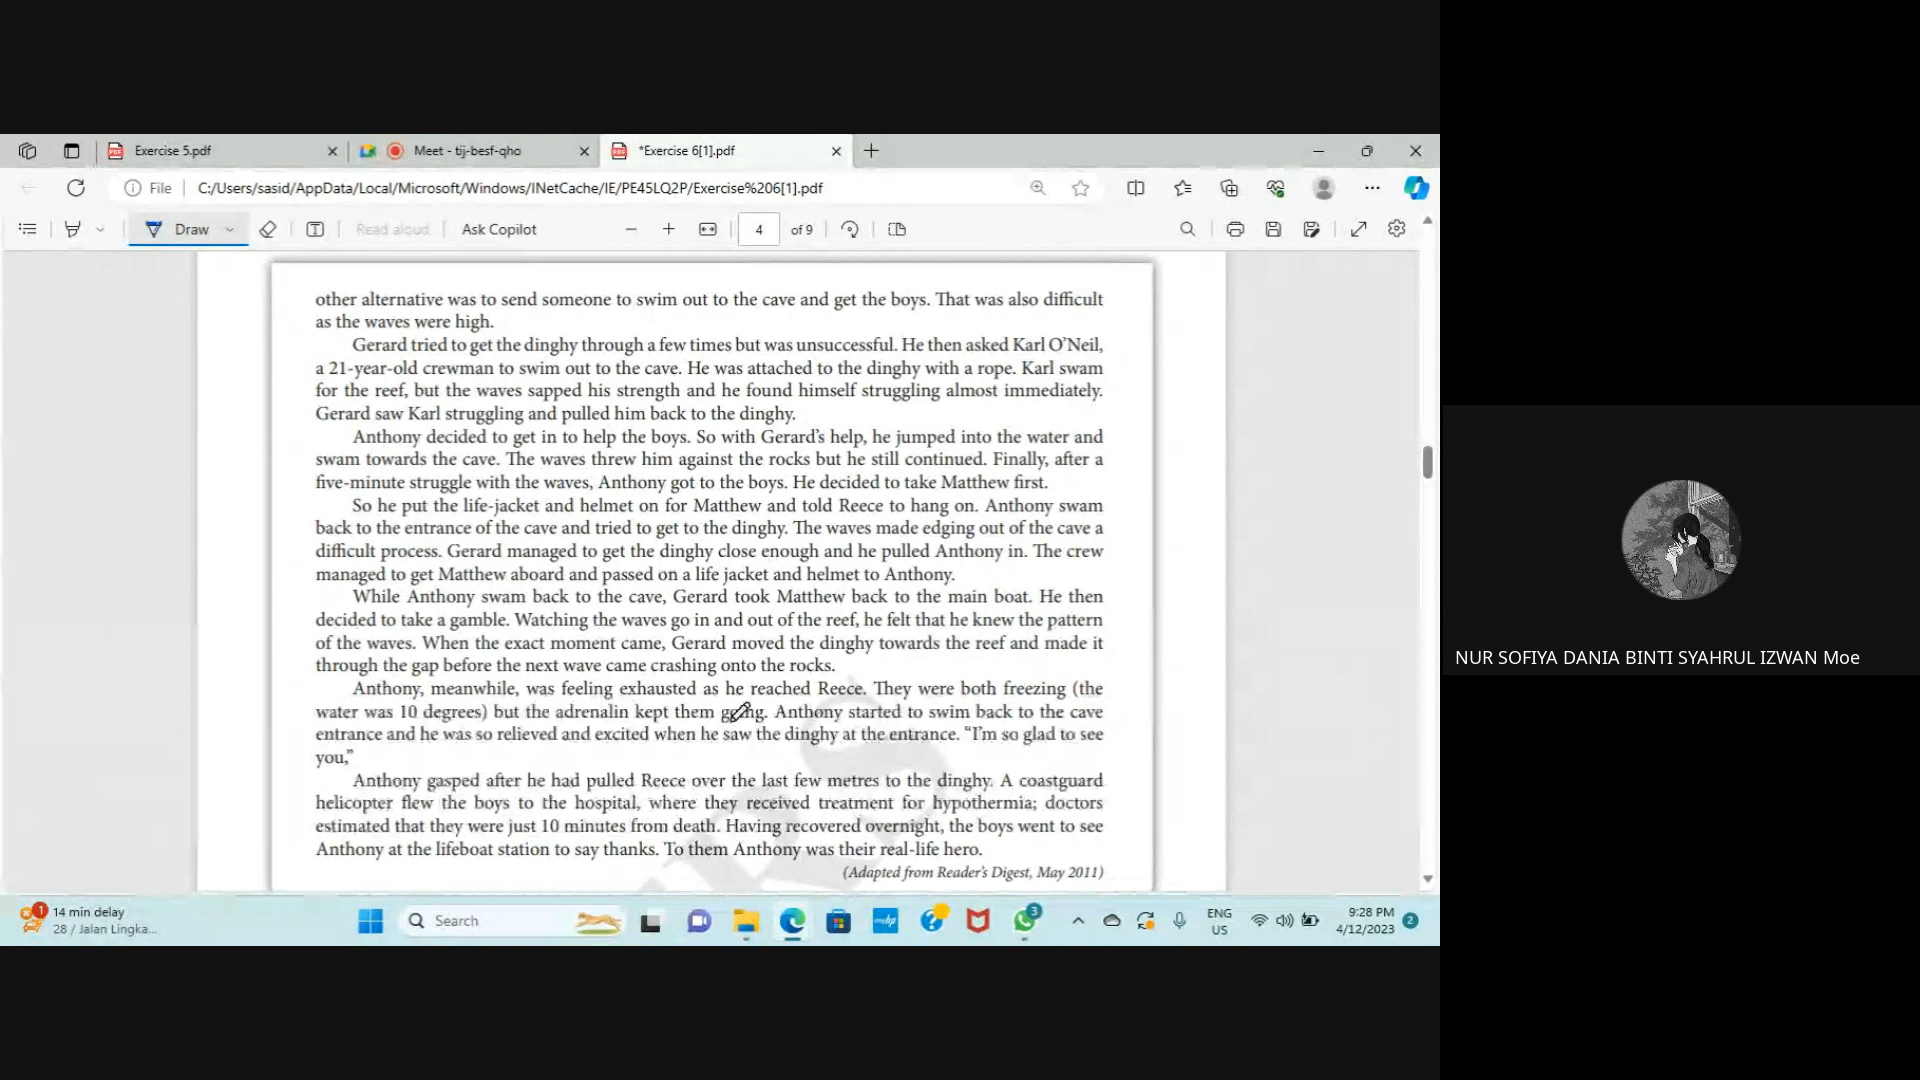 Exercise 5.pdf
Meet - tij-besf-qho
*Exercise 6[1].pdf
File
C:/Users/sasid/AppData/Local/Microsoft/Windows/INetCache/IE/PE45LQ2P/Exercise%206[1].pdf
Draw
Read aloud
Ask Copilot
4
of 9
other alternative was to send someone to swim out to the cave and get the boys. That was also difficult
as the waves were high.
Gerard tried to get the dinghy through a few times but was unsuccessful. He then asked Karl O'Neil,
a 21-year-old crewman to swim out to the cave. He was attached to the dinghy with a rope. Karl swam
for the reef, but the waves sapped his strength and he found himself struggling almost immediately.
Gerard saw Karl struggling and pulled him back to the dinghy.
Anthony decided to get in to help the boys. So with Gerard's help, he jumped into the water and
swam towards the cave. The waves threw him against the rocks but he still continued. Finally, after a
five-minute struggle with the waves, Anthony got to the boys. He decided to take Matthew first.
So he put the life-jacket and helmet on for Matthew and told Reece to hang on. Anthony swam
back to the entrance of the cave and tried to get to the dinghy. The waves made edging out of the cave a
difficult process. Gerard managed to get the dinghy close enough and he pulled Anthony in. The crew
managed to get Matthew aboard and passed on a life jacket and helmet to Anthony.
While Anthony swam back to the cave, Gerard took Matthew back to the main boat. He then
decided to take a gamble. Watching the waves go in and out of the reef, he felt that he knew the pattern
of the waves. When the exact moment came, Gerard moved the dinghy towards the reef and made it
through the gap before the next wave came crashing onto the rocks.
Anthony, meanwhile, was feeling exhausted as he reached Reece. They were both freezing (the
water was 10 degrees) but the adrenalin kept them going. Anthony started to swim back to the cave
entrance and he was so relieved and excited when he saw the dinghy at the entrance. "I'm so glad to see
you,"
Anthony gasped after he had pulled Reece over the last few metres to the dinghy. A coastguard
helicopter flew the boys to the hospital, where they received treatment for hypothermia; doctors
estimated that they were just 10 minutes from death. Having recovered overnight, the boys went to see
Anthony at the lifeboat station to say thanks. To them Anthony was their real-life hero.
(Adapted from Reader's Digest, May 2011)
NUR SOFIYA DANIA BINTI SYAHRUL IZWAN Moe
1
14 min delay
28 / Jalan Lingka...
Search
3
ENG
US
9:28 PM
4/12/2023
2